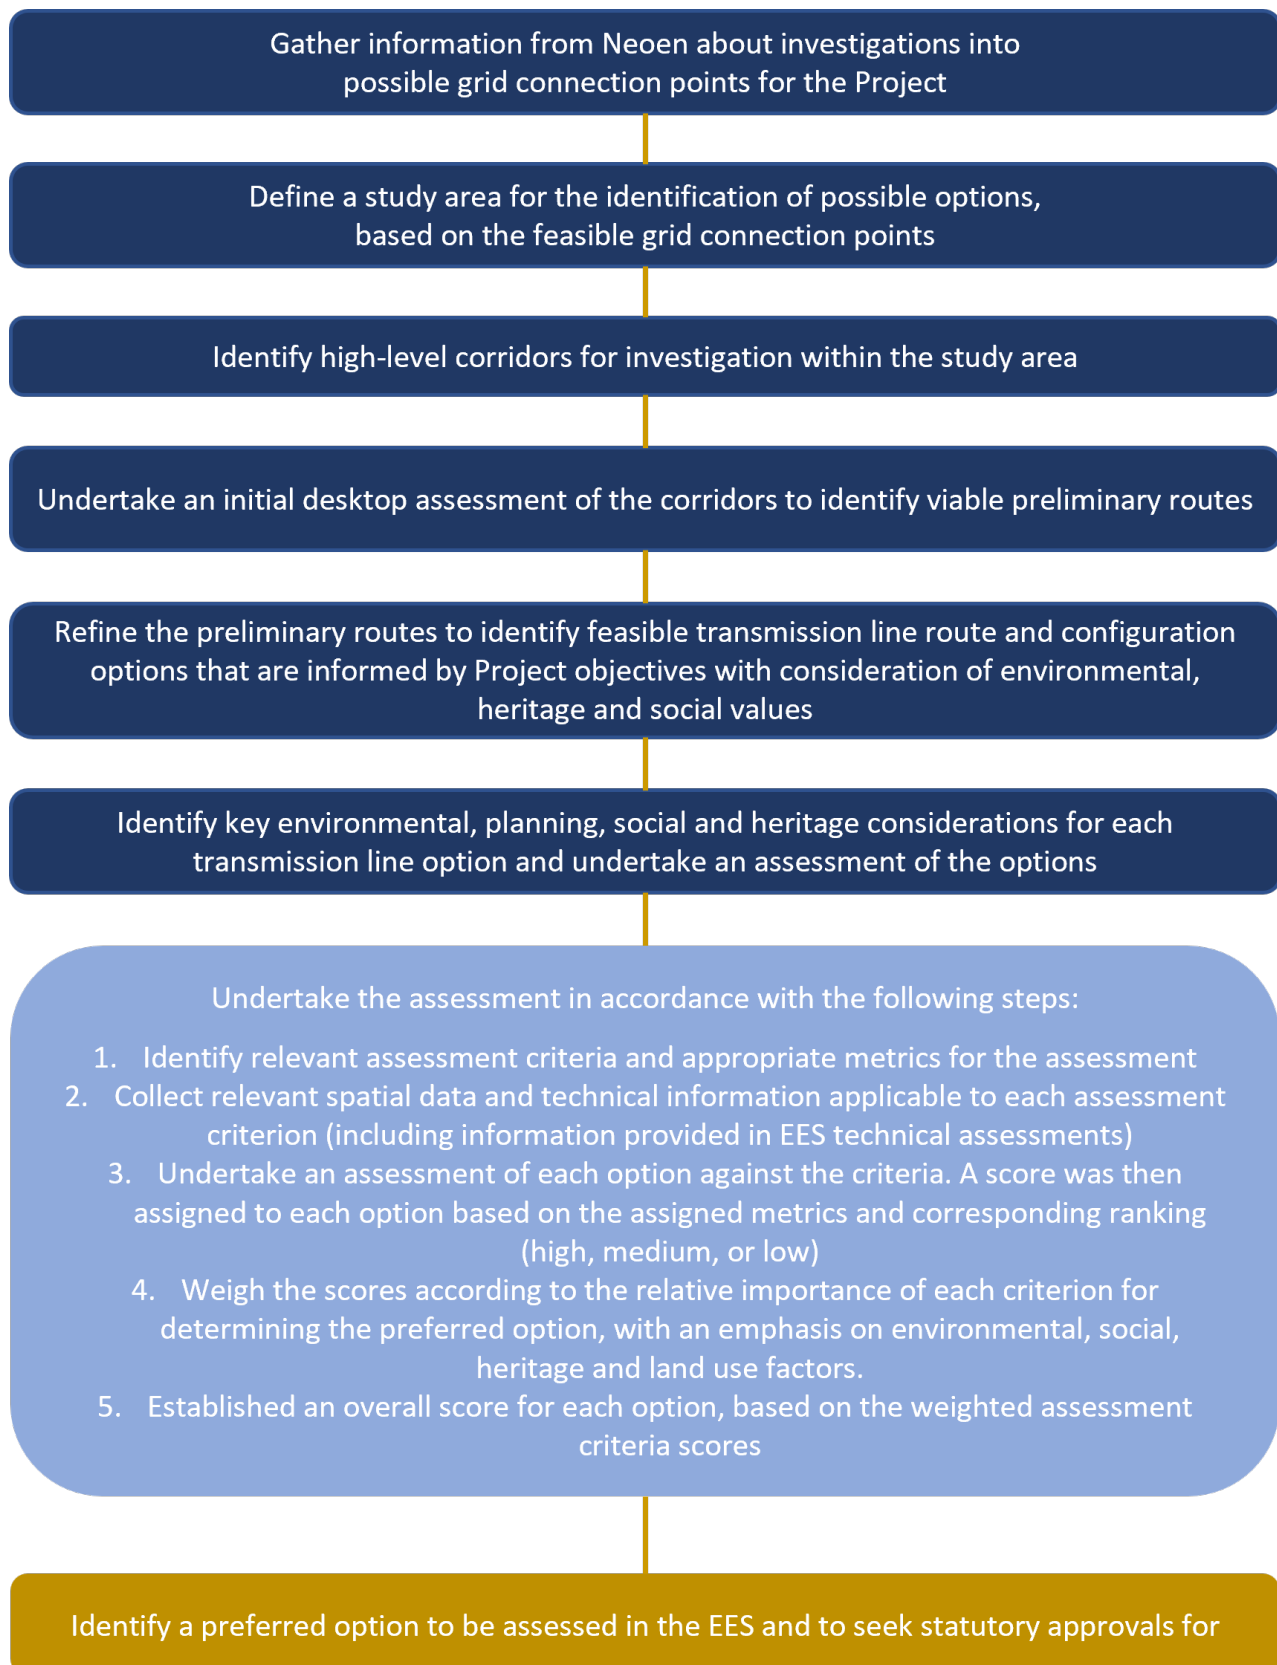 Gather information from Neoen about investigations into
possible grid connection points for the Project
Define a study area for the identification of possible options,
based on the feasible grid connection points
Identify high-level corridors for investigation within the study area
Undertake an initial desktop assessment of the corridors to identify viable preliminary routes
Refine the preliminary routes to identify feasible transmission line route and configuration
options that are informed by Project objectives with consideration of environmental,
heritage and social values
Identify key environmental, planning, social and heritage considerations for each
transmission line option and undertake an assessment of the options
Undertake the assessment in accordance with the following steps:
1. Identify relevant assessment criteria and appropriate metrics for the assessment
2. Collect relevant spatial data and technical information applicable to each assessment
criterion (including information provided in EES technical assessments)
3. Undertake an assessment of each option against the criteria. A score was then
assigned to each option based on the assigned metrics and corresponding ranking
(high, medium, or low)
4. Weigh the scores according to the relative importance of each criterion for
determining the preferred option, with an emphasis on environmental, social,
heritage and land use factors.
5. Established an overall score for each option, based on the weighted assessment
criteria scores
Identify a preferred option to be assessed in the EES and to seek statutory approvals for